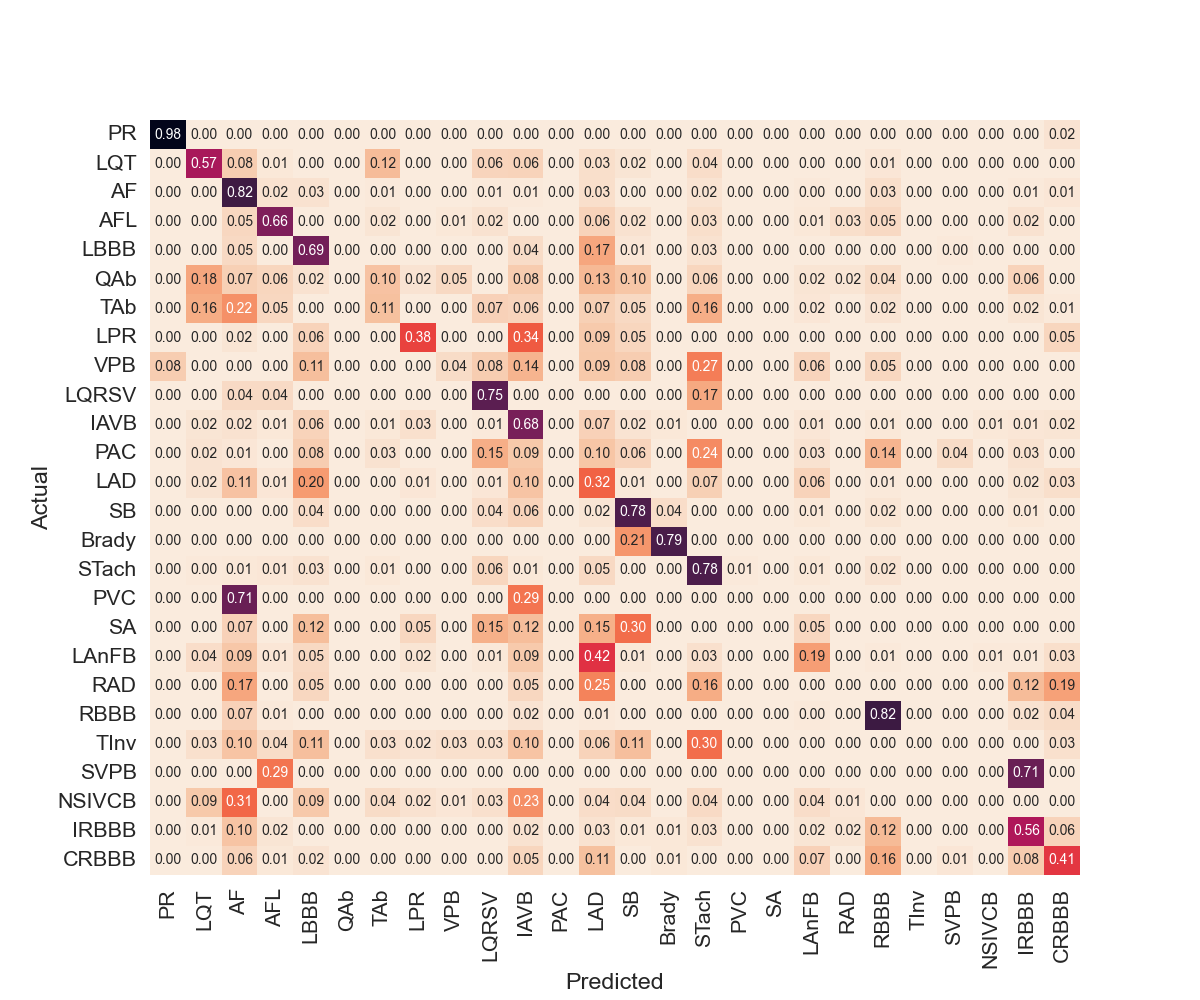 PR 0.98 0.00 0.00 0.00 0.00 0.00 0.00 0.00 0.00 0.00 0.00 0.00 0.00 0.00 0.00 0.00 0.00 0.00 0.00 0.00 0.00 0.00 0.00 0.00 0.00 0.02
LQT 0.00 0.57 0.08 0.01 0.00 0.00 0.12 0.00 0.00 0.06 0.06 0.00 0.03 0.02 0.00 0.04 0.00 0.00 0.00 0.00 0.01 0.00 0.00 0.00 0.00 0.00
AF 0.00 0.00 0.82 0.02 0.03 0.00 0.01 0.00 0.00 0.01 0.01 0.00 0.03 0.00 0.00 0.02 0.00 0.00 0.00 0.00 0.03 0.00 0.00 0.00 0.01 0.01
AFL 0.00 0.00 0.05 0.66 0.00 0.00 0.02 0.00 0.01 0.02 0.00 0.00 0.06 0.02 0.00 0.03 0.00 0.00 0.01 0.03 0.05 0.00 0.00 0.00 0.02 0.00
LBBB 0.00 0.00 0.05 0.00 0.69 0.00 0.00 0.00 0.00 0.00 0.04 0.00 0.17 0.01 0.00 0.03 0.00 0.00 0.00 0.00 0.00 0.00 0.00 0.00 0.00 0.00
QAb 0.00 0.18 0.07 0.06 0.02 0.00 0.10 0.02 0.05 0.00 0.08 0.00 0.13 0.10 0.00 0.06 0.00 0.00 0.02 0.02 0.04 0.00 0.00 0.00 0.06 0.00
TAb 0.00 0.16 0.22 0.05 0.00 0.00 0.11 0.00 0.00 0.07 0.06 0.00 0.07 0.05 0.00 0.16 0.00 0.00 0.02 0.00 0.02 0.00 0.00 0.00 0.02 0.01
LPR 0.00 0.00 0.02 0.00 0.06 0.00 0.00 0.38 0.00 0.00 0.34 0.00 0.09 0.05 0.00 0.00 0.00 0.00 0.00 0.00 0.00 0.00 0.00 0.00 0.00 0.05
VPB 0.08 0.00 0.00 0.00 0.11 0.00 0.00 0.00 0.04 0.08 0.14 0.00 0.09 0.08 0.00 0.27 0.00 0.00 0.06 0.00 0.05 0.00 0.00 0.00 0.00 0.00
LQRSV 0.00 0.00 0.04 0.04 0.00 0.00 0.00 0.00 0.00 0.75 0.00 0.00 0.00 0.00 0.00 0.17 0.00 0.00 0.00 0.00 0.00 0.00 0.00 0.00 0.00 0.00
IAVB 0.00 0.02 0.02 0.01 0.06 0.00 0.01 0.03 0.00 0.01 0.68 0.00 0.07 0.02 0.01 0.00 0.00 0.00 0.01 0.00 0.01 0.00 0.00 0.01 0.01 0.02
PAC 0.00 0.02 0.01 0.00 0.08 0.00 0.03 0.00 0.00 0.15 0.09 0.00 0.10 0.06 0.00 0.24 0.00 0.00 0.03 0.00 0.14 0.00 0.04 0.00 0.03 0.00
LAD 0.00 0.02 0.11 0.01 0.20 0.00 0.00 0.01 0.00 0.01 0.10 0.00 0.32 0.01 0.00 0.07 0.00 0.00 0.06 0.00 0.01 0.00 0.00 0.00 0.02 0.03
SB 0.00 0.00 0.00 0.00 0.04 0.00 0.00 0.00 0.00 0.04 0.06 0.00 0.02 0.78 0.04 0.00 0.00 0.00 0.01 0.00 0.02 0.00 0.00 0.00 0.01 0.00
Brady 0.00 0.00 0.00 0.00 0.00 0.00 0.00 0.00 0.00 0.00 0.00 0.00 0.00 0.21 0.79 0.00 0.00 0.00 0.00 0.00 0.00 0.00 0.00 0.00 0.00 0.00
STach 0.00 0.00 0.01 0.01 0.03 0.00 0.01 0.00 0.00 0.06 0.01 0.00 0.05 0.00 0.00 0.78 0.01 0.00 0.01 0.00 0.02 0.00 0.00 0.00 0.00 0.00
PVC 0.00 0.00 0.71 0.00 0.00 0.00 0.00 0.00 0.00 0.00 0.29 0.00 0.00 0.00 0.00 0.00 0.00 0.00 0.00 0.00 0.00 0.00 0.00 0.00 0.00 0.00
SA 0.00 0.00 0.07 0.00 0.12 0.00 0.00 0.05 0.00 0.15 0.12 0.00 0.15 0.30 0.00 0.00 0.00 0.00 0.05 0.00 0.00 0.00 0.00 0.00 0.00 0.00
LAnFB 0.00 0.04 0.09 0.01 0.05 0.00 0.00 0.02 0.00 0.01 0.09 0.00 0.42 0.01 0.00 0.03 0.00 0.00 0.19 0.00 0.01 0.00 0.00 0.01 0.01 0.03
RAD 0.00 0.00 0.17 0.00 0.05 0.00 0.00 0.00 0.00 0.00 0.05 0.00 0.25 0.00 0.00 0.16 0.00 0.00 0.00 0.00 0.00 0.00 0.00 0.00 0.12 0.19
RBBB 0.00 0.00 0.07 0.01 0.00 0.00 0.00 0.00 0.00 0.00 0.02 0.00 0.01 0.00 0.00 0.00 0.00 0.00 0.00 0.00 0.82 0.00 0.00 0.00 0.02 0.04
TInv 0.00 0.03 0.10 0.04 0.11 0.00 0.03 0.02 0.03 0.03 0.10 0.00 0.06 0.11 0.00 0.30 0.00 0.00 0.00 0.00 0.00 0.00 0.00 0.00 0.00 0.03
SVPB 0.00 0.00 0.00 0.29 0.00 0.00 0.00 0.00 0.00 0.00 0.00 0.00 0.00 0.00 0.00 0.00 0.00 0.00 0.00 0.00 0.00 0.00 0.00 0.00 0.71 0.00
NSIVCB 0.00 0.09 0.31 0.00 0.09 0.00 0.04 0.02 0.01 0.03 0.23 0.00 0.04 0.04 0.00 0.04 0.00 0.00 0.04 0.01 0.00 0.00 0.00 0.00 0.00 0.00
IRBBB 0.00 0.01 0.10 0.02 0.00 0.00 0.00 0.00 0.00 0.00 0.02 0.00 0.03 0.01 0.01 0.03 0.00 0.00 0.02 0.02 0.12 0.00 0.00 0.00 0.56 0.06
CRBBB 0.00 0.00 0.06 0.01 0.02 0.00 0.00 0.00 0.00 0.00 0.05 0.00 0.11 0.00 0.01 0.00 0.00 0.00 0.07 0.00 0.16 0.00 0.01 0.00 0.08 0.41
Actual
PR LQT AF AFL LBBB QAb TAb LPR VPB LQRSV IAVB PAC LAD SB Brady STach PVC SA LAnFB RAD RBBB TInv SVPB NSIVCB IRBBB CRBBB
Predicted